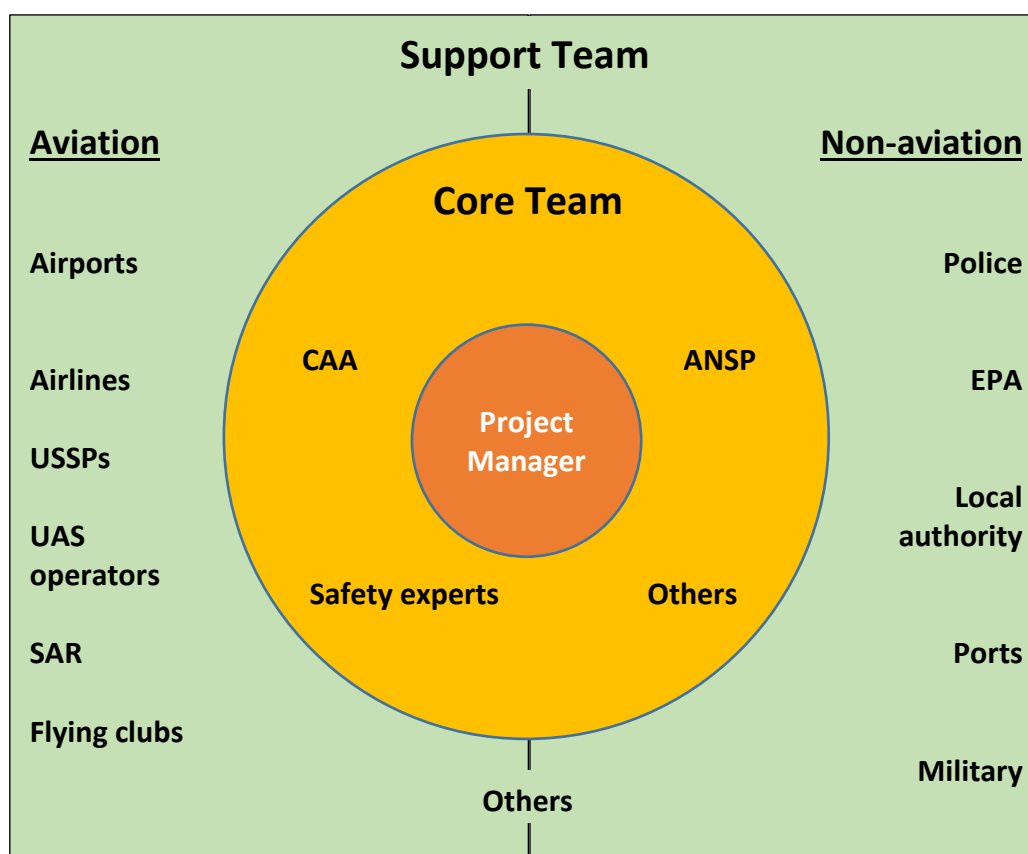 Support Team
Aviation
Airports
Airlines
USSPs
UAS
operators
SAR
Flying clubs
Core Team
CAA
ANSP
Project
Manager
Safety experts
Others
Others
Non-aviation
Police
EPA
Local
authority
Ports
Military